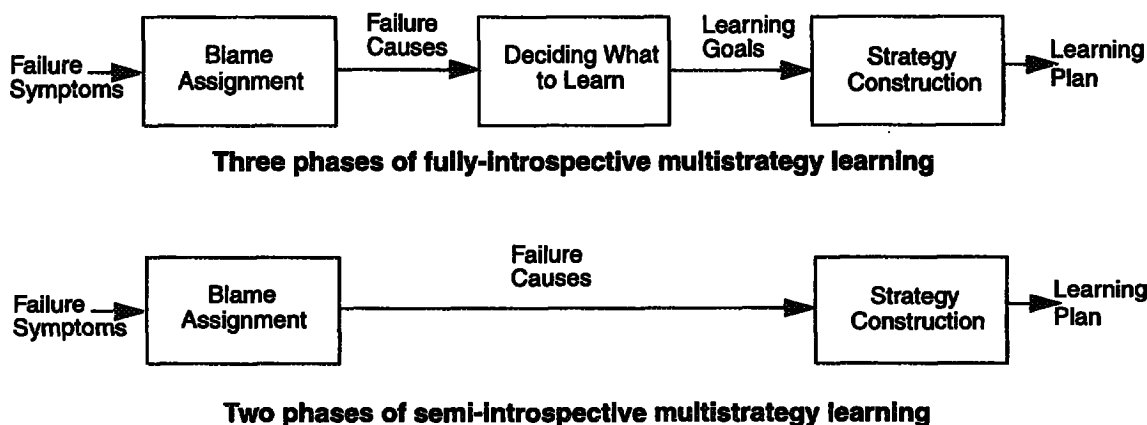 Failure
Symptoms
Blame
Assignment
Failure
Causes
Deciding What
to Learn
Learning
Goals
Strategy
Construction
Learning
Plan
Three phases of fully-introspective multistrategy learning
Failure
Symptoms
Blame
Assignment
Failure
Causes
Strategy
Construction
Learning
Plan
Two phases of semi-introspective multistrategy learning